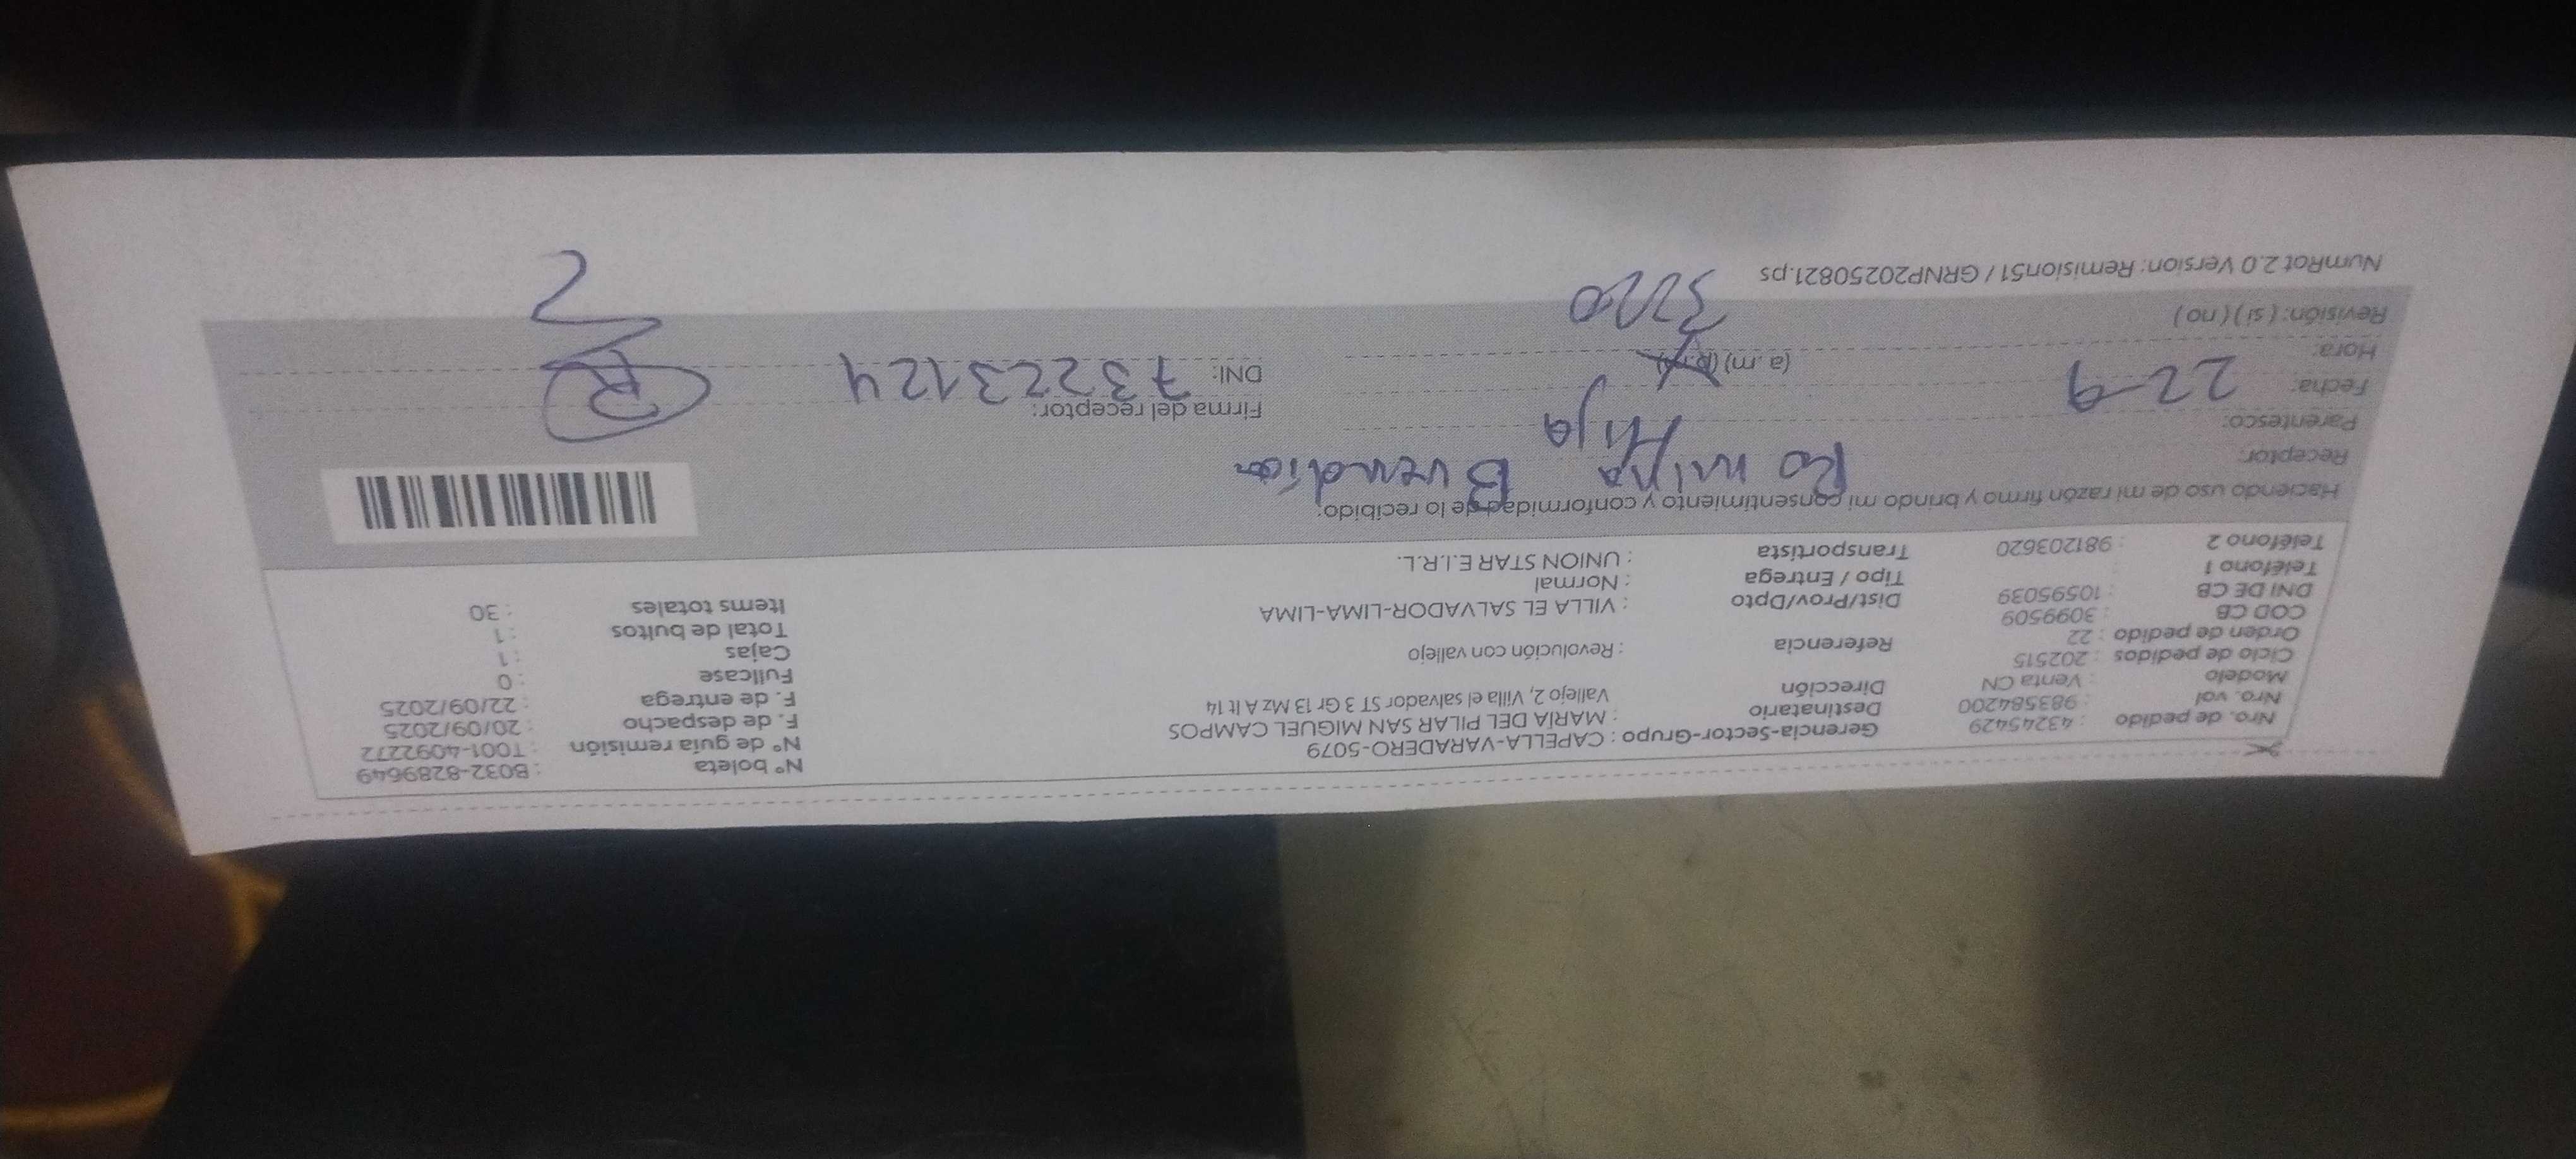 Nro. de pedido : 43245429
Nro. val : 983584200
Modelo : Venta CN
Ciclo de pedidos : 202515
Orden de pedido : 22
COD CB : 3099509
DNI DE CB : 10595039
Teléfono 1 :
Teléfono 2 : 981203620
Gerencia-Sector-Grupo : CAPELLA-VARADERO-5079
Destinatario : MARIA DEL PILAR SAN MIGUEL CAMPOS
Dirección Vallejo 2, Villa el salvador ST 3 Gr 13 Mz A lt 14
Referencia : Revolución con vallejo
Dist/Prov/Dpto : VILLA EL SALVADOR-LIMA-LIMA
Tipo / Entrega : Normal
Transportista : UNION STAR E.I.R.L.
N° boleta : B032-8289649
N° de guía remisión : T001-4092272
F. de despacho : 20/09/2025
F. de entrega : 22/09/2025
Fullcase : 0
Cajas : 1
Total de bultos : 1
Items totales : 30
Haciendo uso de mi razón firmo y brindo mi consentimiento y conformidad de lo recibido:
Receptor: Romina Buendia
Parentesco: Hija
Fecha: 22-9
Hora: (a.m) (p.m)
Revisión: ( si ) ( no )
Firma del receptor:
DNI: 73223124
NumRot 2.0 Version: Remision51 / GRNP20250821.ps